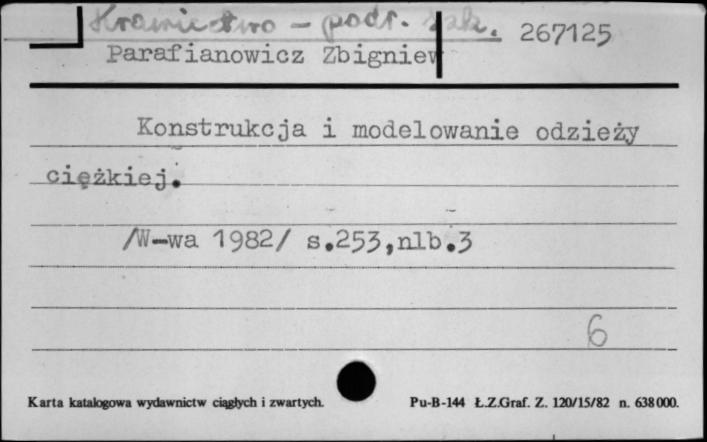 Krawiectwo - podr. szk. 267125
Parafianowicz Zbigniew
Konstrukcja i modelowanie odzieży
ciężkiej.
/W-wa 1982/ s.253,nlb.3
6
Karta katalogowa wydawnictw ciągłych i zwartych. Pu-B-144 Ł.Z.Graf. Z. 120/15/82 n. 638000.